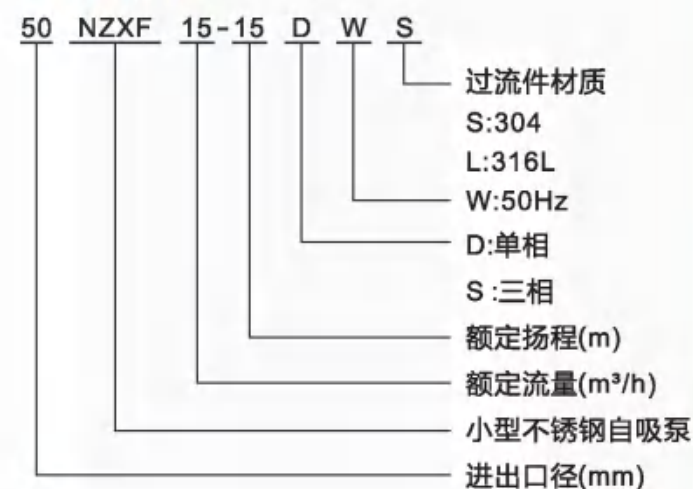 50 NZXF 15-15 D W S
过流件材质
S:304
L:316L
W:50Hz
D:单相
S:三相
额定扬程(m)
额定流量(m³/h)
小型不锈钢自吸泵
进出口径(mm)